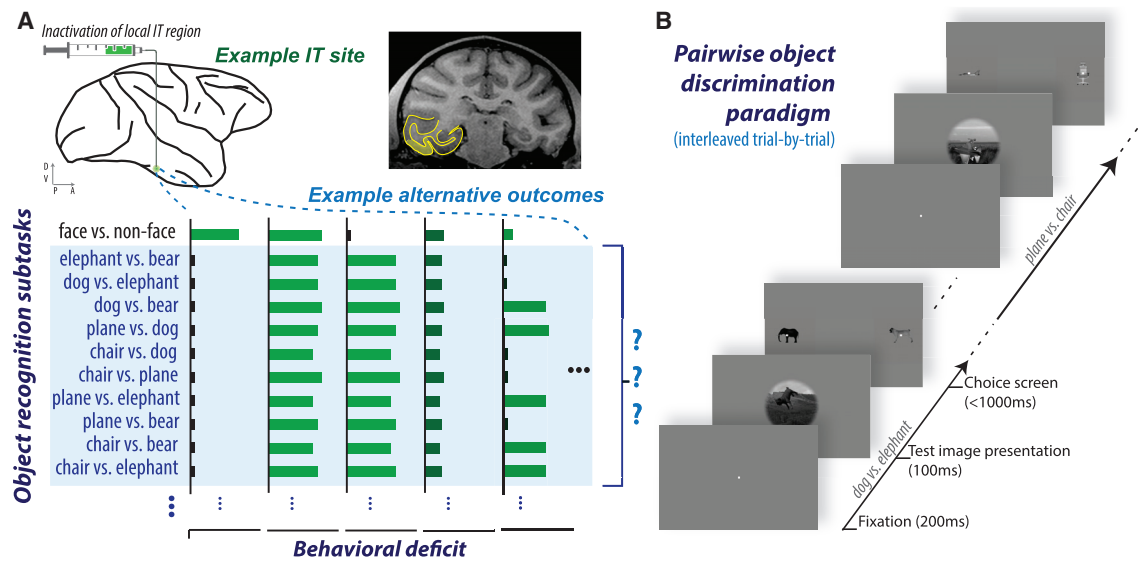 A
Inactivation of local IT region
Example IT site
D
V
P A
Example alternative outcomes
Object recognition subtasks
face vs. non-face
elephant vs. bear
dog vs. elephant
dog vs. bear
plane vs. dog
chair vs. dog
chair vs. plane
plane vs. elephant
plane vs. bear
chair vs. bear
chair vs. elephant
...
?
?
?
Behavioral deficit
B
Pairwise object
discrimination
paradigm
(interleaved trial-by-trial)
plane vs. chair
dog vs. elephant
Choice screen
(<1000ms)
Test image presentation
(100ms)
Fixation (200ms)